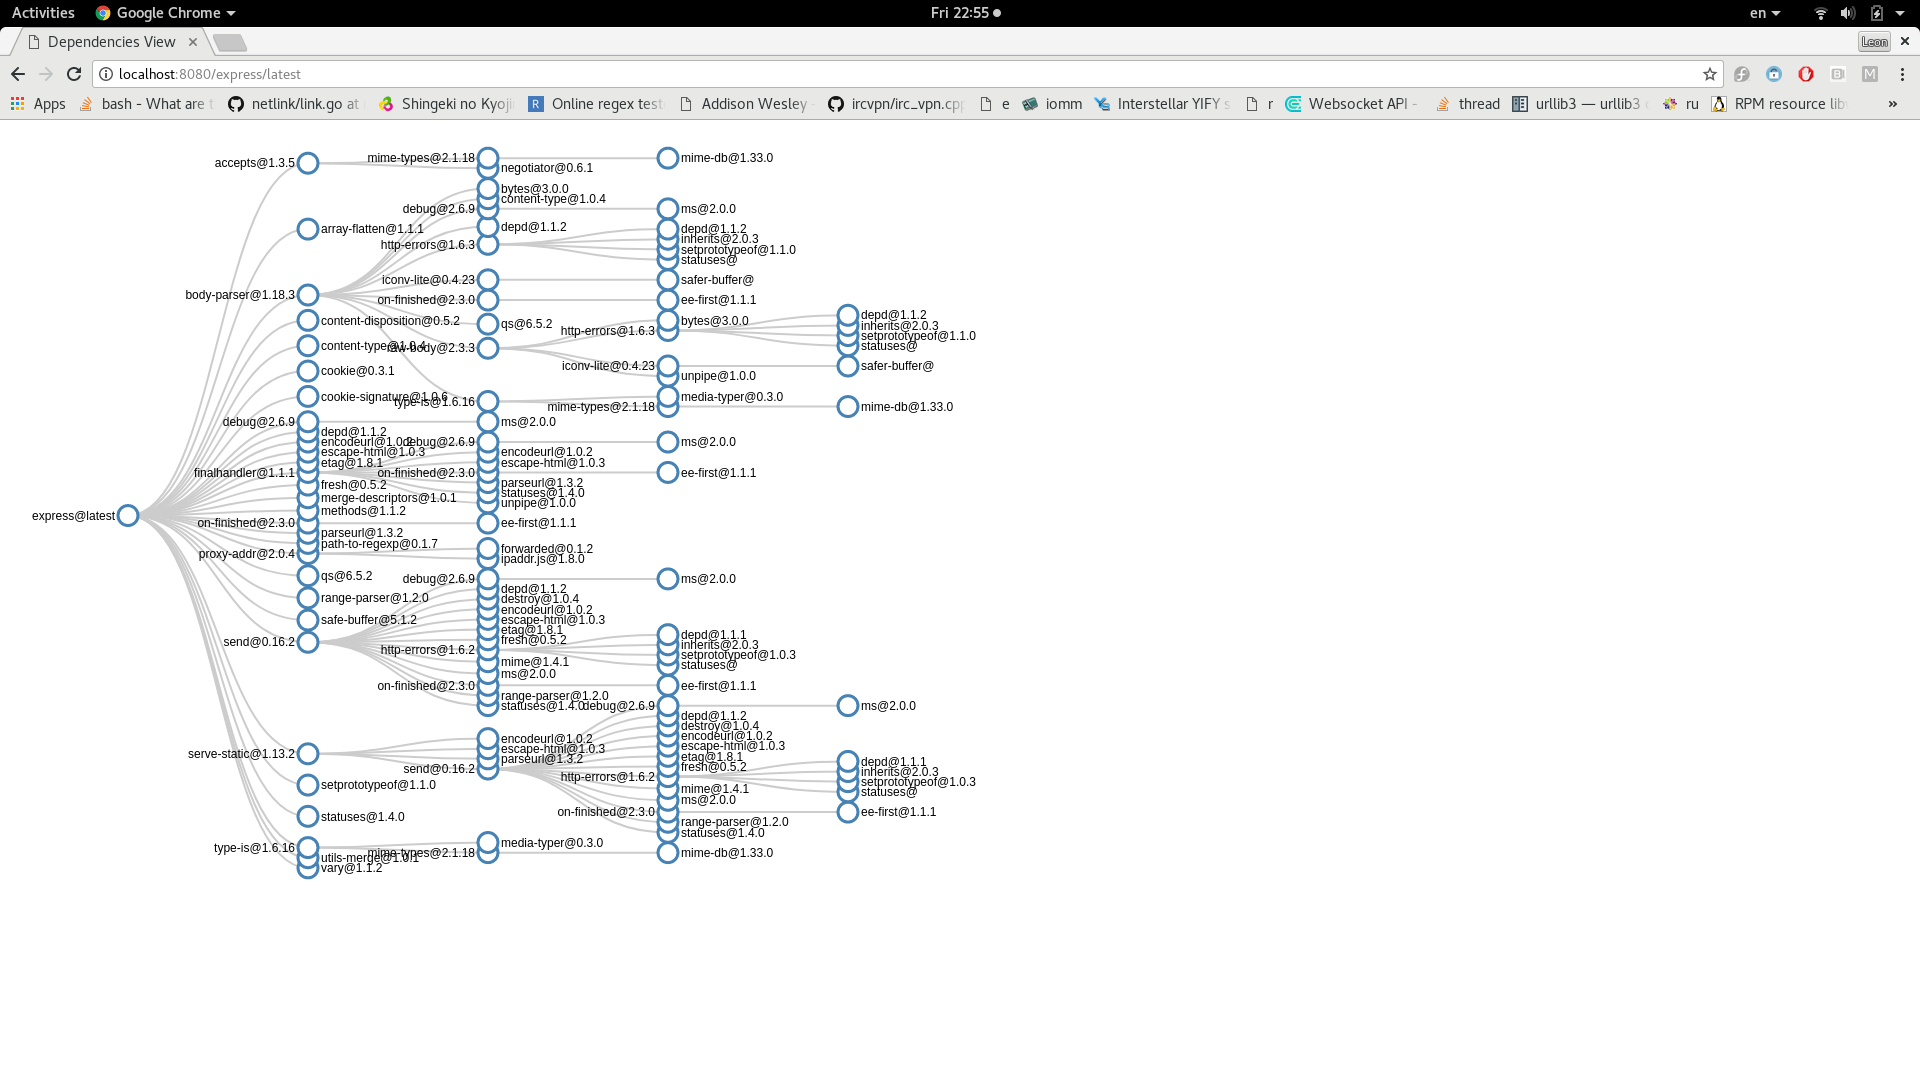 Activities Google Chrome Fri 22:55 en
Dependencies View Leon
localhost:8080/express/latest
Apps bash - What are t netlink/link.go at Shingeki no Kyoji Online regex test Addison Wesley - ircvpn/irc_vpn.cpp e iomm Interstellar YIFY s r Websocket API - thread urllib3 — urllib3 ru RPM resource lib »
mime-types@2.1.18 mime-db@1.33.0
accepts@1.3.5
negotiator@0.6.1
bytes@3.0.0
content-type@1.0.4
debug@2.6.9 ms@2.0.0
array-flatten@1.1.1 depd@1.1.2 depd@1.1.2
inherits@2.0.3
http-errors@1.6.3 setprototypeof@1.1.0
statuses@
iconv-lite@0.4.23 safer-buffer@
body-parser@1.18.3 on-finished@2.3.0 ee-first@1.1.1
depd@1.1.2
content-disposition@0.5.2 qs@6.5.2 bytes@3.0.0 inherits@2.0.3
http-errors@1.6.3 setprototypeof@1.1.0
content-type@1.0.4 raw-body@2.3.3 statuses@
cookie@0.3.1 iconv-lite@0.4.23 safer-buffer@
unpipe@1.0.0
cookie-signature@1.0.6 type-is@1.6.16 media-typer@0.3.0
mime-types@2.1.18 mime-db@1.33.0
debug@2.6.9 ms@2.0.0
depd@1.1.2
encodeurl@1.0.2 debug@2.6.9 ms@2.0.0
escape-html@1.0.3 encodeurl@1.0.2
etag@1.8.1 escape-html@1.0.3
finalhandler@1.1.1 on-finished@2.3.0 ee-first@1.1.1
fresh@0.5.2 parseurl@1.3.2
merge-descriptors@1.0.1 statuses@1.4.0
methods@1.1.2 unpipe@1.0.0
express@latest
on-finished@2.3.0 ee-first@1.1.1
parseurl@1.3.2
path-to-regexp@0.1.7 forwarded@0.1.2
proxy-addr@2.0.4 ipaddr.js@1.8.0
qs@6.5.2 debug@2.6.9 ms@2.0.0
depd@1.1.2
range-parser@1.2.0 destroy@1.0.4
encodeurl@1.0.2
safe-buffer@5.1.2 escape-html@1.0.3
etag@1.8.1 depd@1.1.1
send@0.16.2 fresh@0.5.2 inherits@2.0.3
http-errors@1.6.2 setprototypeof@1.0.3
mime@1.4.1 statuses@
ms@2.0.0
on-finished@2.3.0 ee-first@1.1.1
range-parser@1.2.0
statuses@1.4.0 debug@2.6.9 ms@2.0.0
depd@1.1.2
destroy@1.0.4
encodeurl@1.0.2 encodeurl@1.0.2
escape-html@1.0.3 escape-html@1.0.3
serve-static@1.13.2 parseurl@1.3.2 etag@1.8.1 depd@1.1.1
send@0.16.2 fresh@0.5.2 inherits@2.0.3
http-errors@1.6.2 setprototypeof@1.0.3
setprototypeof@1.1.0 mime@1.4.1 statuses@
ms@2.0.0
statuses@1.4.0 on-finished@2.3.0 ee-first@1.1.1
range-parser@1.2.0
statuses@1.4.0
type-is@1.6.16 media-typer@0.3.0
utils-merge@1.0.1 mime-types@2.1.18 mime-db@1.33.0
vary@1.1.2